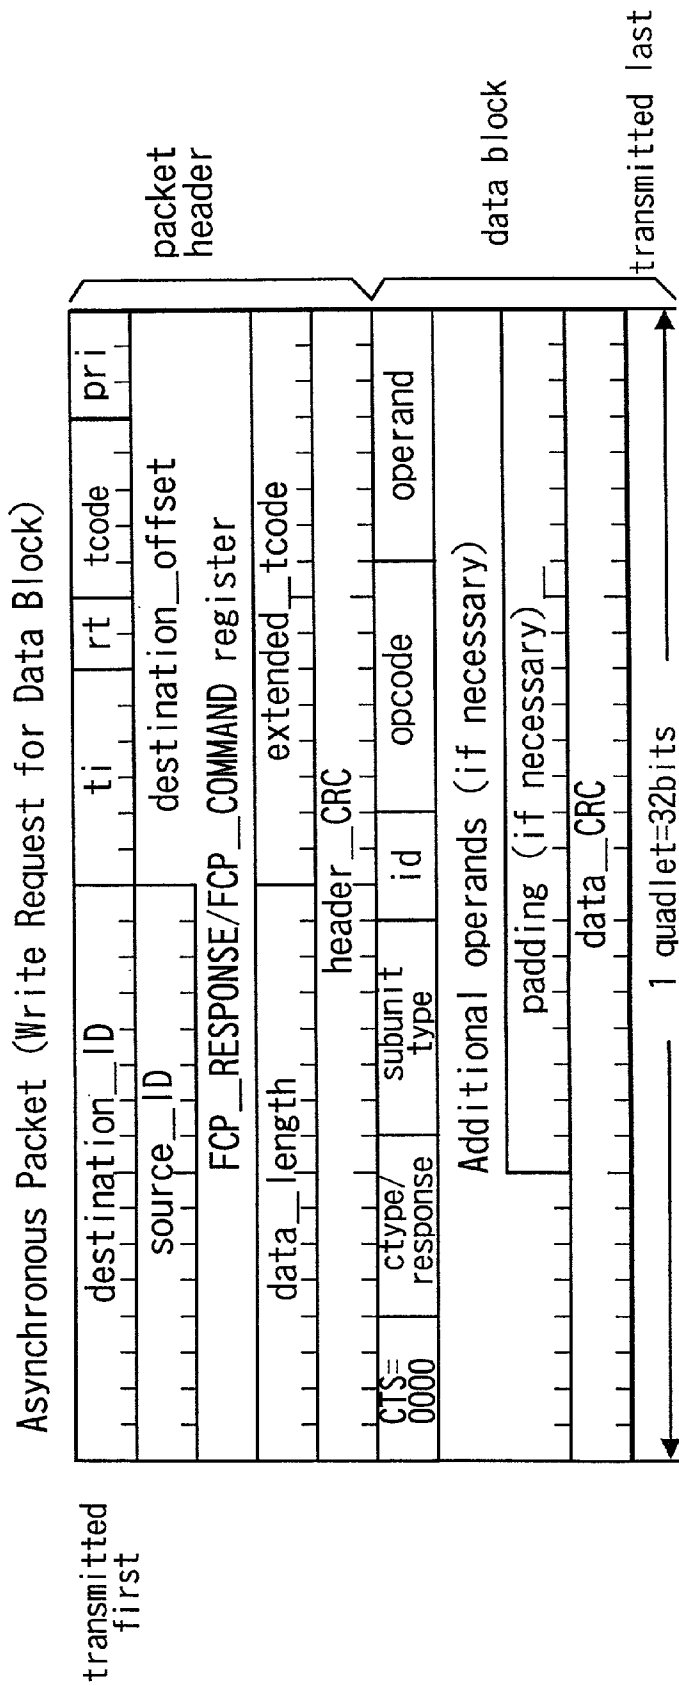 Asynchronous Packet (Write Request for Data Block)
transmitted
first
destination_ID
tl
rt
tcode
pri
source_ID
destination_offset
FCP_RESPONSE/FCP_COMMAND register
data_length
extended_tcode
header_CRC
packet
header
CTS=
0000
ctype/
response
subunit
type
id
opcode
operand
Additional operands (if necessary)
padding (if necessary)
data_CRC
data block
transmitted last
1 quadlet=32bits